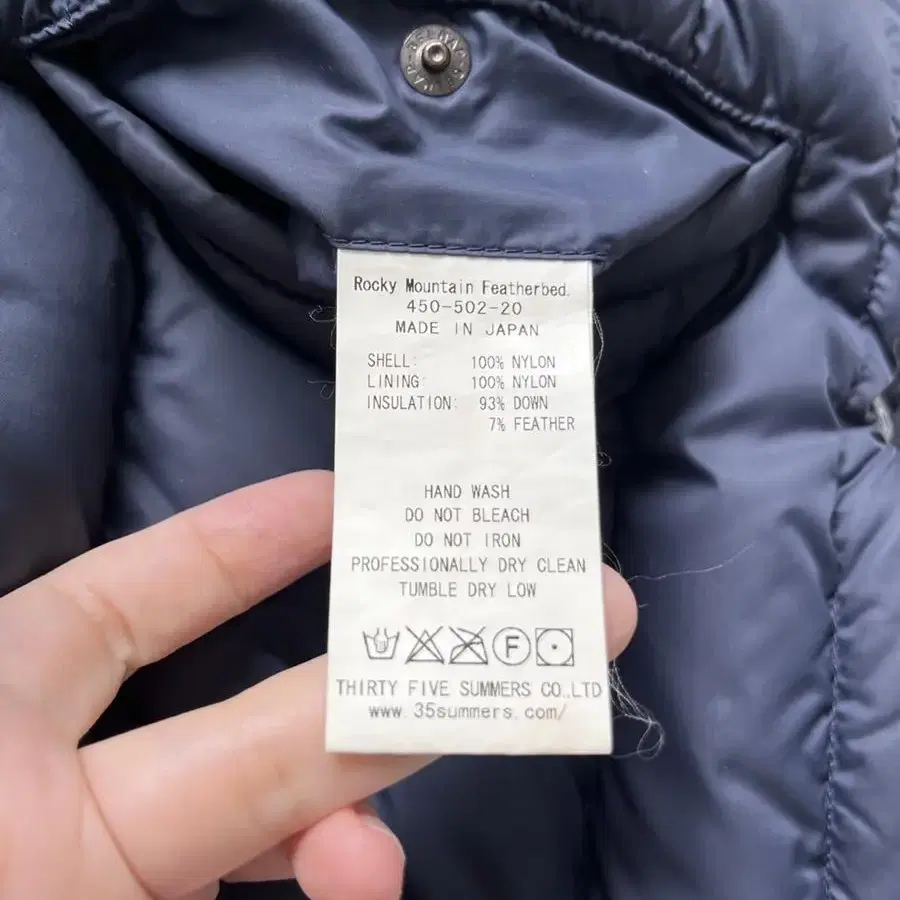 Rocky Mountain Featherbed.
450-502-20
MADE IN JAPAN
SHELL: 100% NYLON
LINING: 100% NYLON
INSULATION: 93% DOWN
7% FEATHER
HAND WASH
DO NOT BLEACH
DO NOT IRON
PROFESSIONALLY DRY CLEAN
TUMBLE DRY LOW
F
THIRTY FIVE SUMMERS CO.,LTD
www.35summers.com/